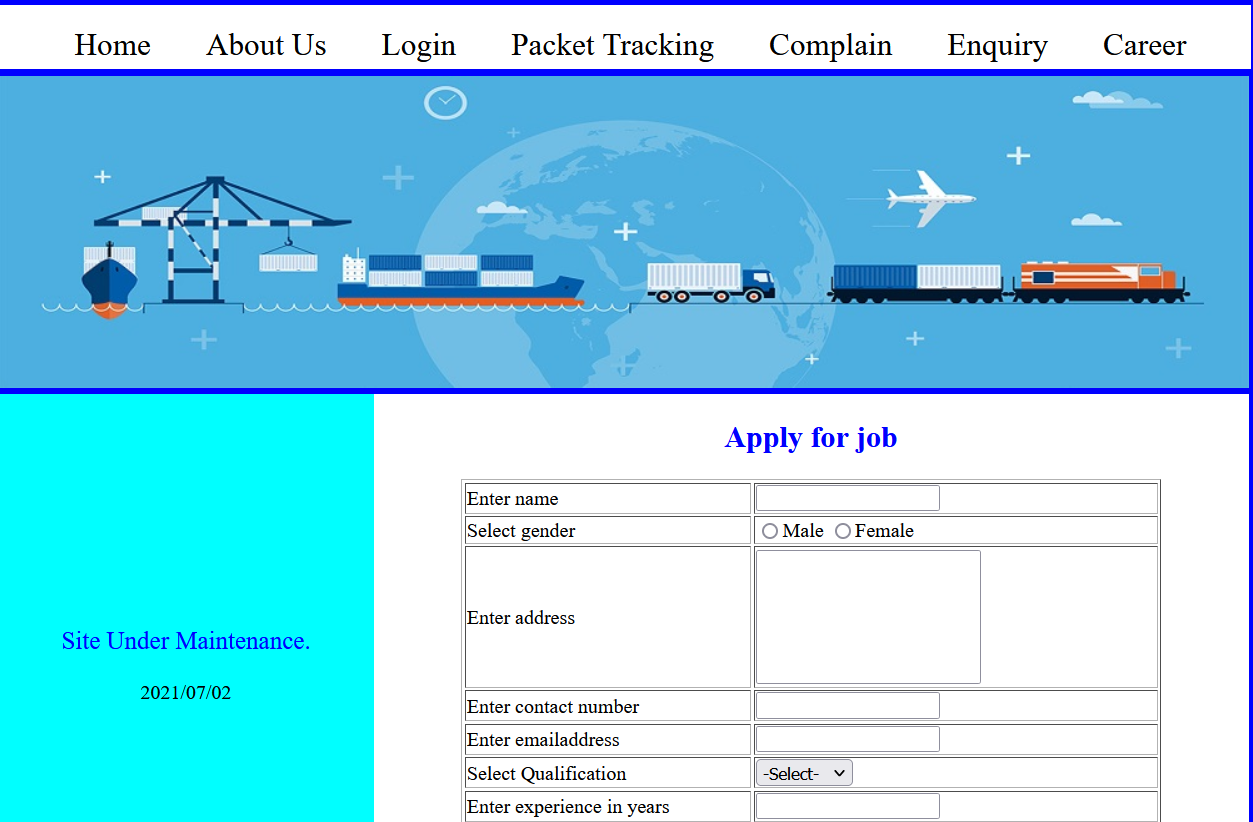 Home About Us Login Packet Tracking Complain Enquiry Career
Site Under Maintenance.
2021/07/02
Apply for job
Enter name
Select gender Male Female
Enter address
Enter contact number
Enter emailaddress
Select Qualification -Select-
Enter experience in years